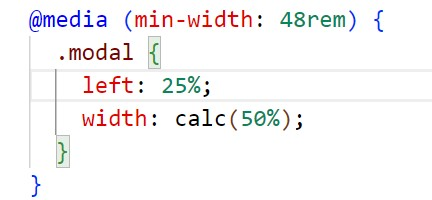 @media (min-width: 48rem) {
  .modal {
    left: 25%;
    width: calc(50%);
  }
}